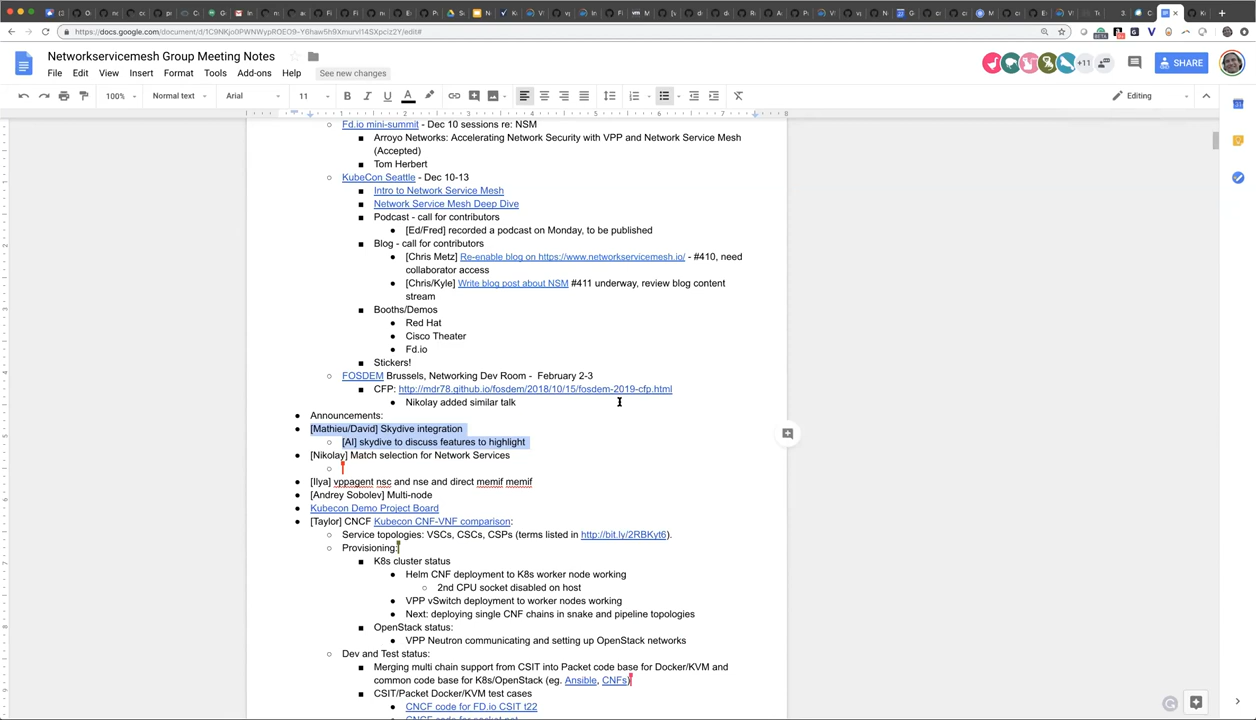 https://docs.google.com/document/d/1C9NKjo0PWNWypROEO9-Y6haw5h9Xmurvl14SXpciz2Y/edit#
Networkservicemesh Group Meeting Notes
File Edit View Insert Format Tools Add-ons Help See new changes
+11
SHARE
100% Normal text Arial 11 B I U A Editing
Fd.io mini-summit - Dec 10 sessions re: NSM
Arroyo Networks: Accelerating Network Security with VPP and Network Service Mesh
(Accepted)
Tom Herbert
KubeCon Seattle - Dec 10-13
Intro to Network Service Mesh
Network Service Mesh Deep Dive
Podcast - call for contributors
[Ed/Fred] recorded a podcast on Monday, to be published
Blog - call for contributors
[Chris Metz] Re-enable blog on https://www.networkservicemesh.io/ - #410, need
collaborator access
[Chris/Kyle] Write blog post about NSM #411 underway, review blog content
stream
Booths/Demos
Red Hat
Cisco Theater
Fd.io
Stickers!
FOSDEM Brussels, Networking Dev Room - February 2-3
CFP: http://mdr78.github.io/fosdem/2018/10/15/fosdem-2019-cfp.html
Nikolay added similar talk
Announcements:
[Mathieu/David] Skydive integration
[AI] skydive to discuss features to highlight
[Nikolay] Match selection for Network Services
[Ilya] vppagent nsc and nse and direct memif memif
[Andrey Sobolev] Multi-node
Kubecon Demo Project Board
[Taylor] CNCF Kubecon CNF-VNF comparison:
Service topologies: VSCs, CSCs, CSPs (terms listed in http://bit.ly/2RBKyt6).
Provisioning:
K8s cluster status
Helm CNF deployment to K8s worker node working
2nd CPU socket disabled on host
VPP vSwitch deployment to worker nodes working
Next: deploying single CNF chains in snake and pipeline topologies
OpenStack status:
VPP Neutron communicating and setting up OpenStack networks
Dev and Test status:
Merging multi chain support from CSIT into Packet code base for Docker/KVM and
common code base for K8s/OpenStack (eg. Ansible, CNFs)
CSIT/Packet Docker/KVM test cases
CNCF code for FD.io CSIT t22